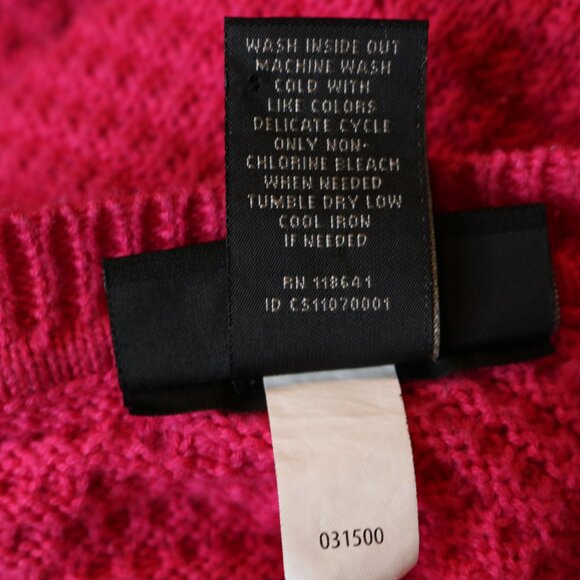 WASH INSIDE OUT
MACHINE WASH
COLD WITH
LIKE COLORS
DELICATE CYCLE
ONLY NON-
CHLORINE BLEACH
WHEN NEEDED
TUMBLE DRY LOW
COOL IRON
IF NEEDED
RN 118641
ID CS11070001
031500